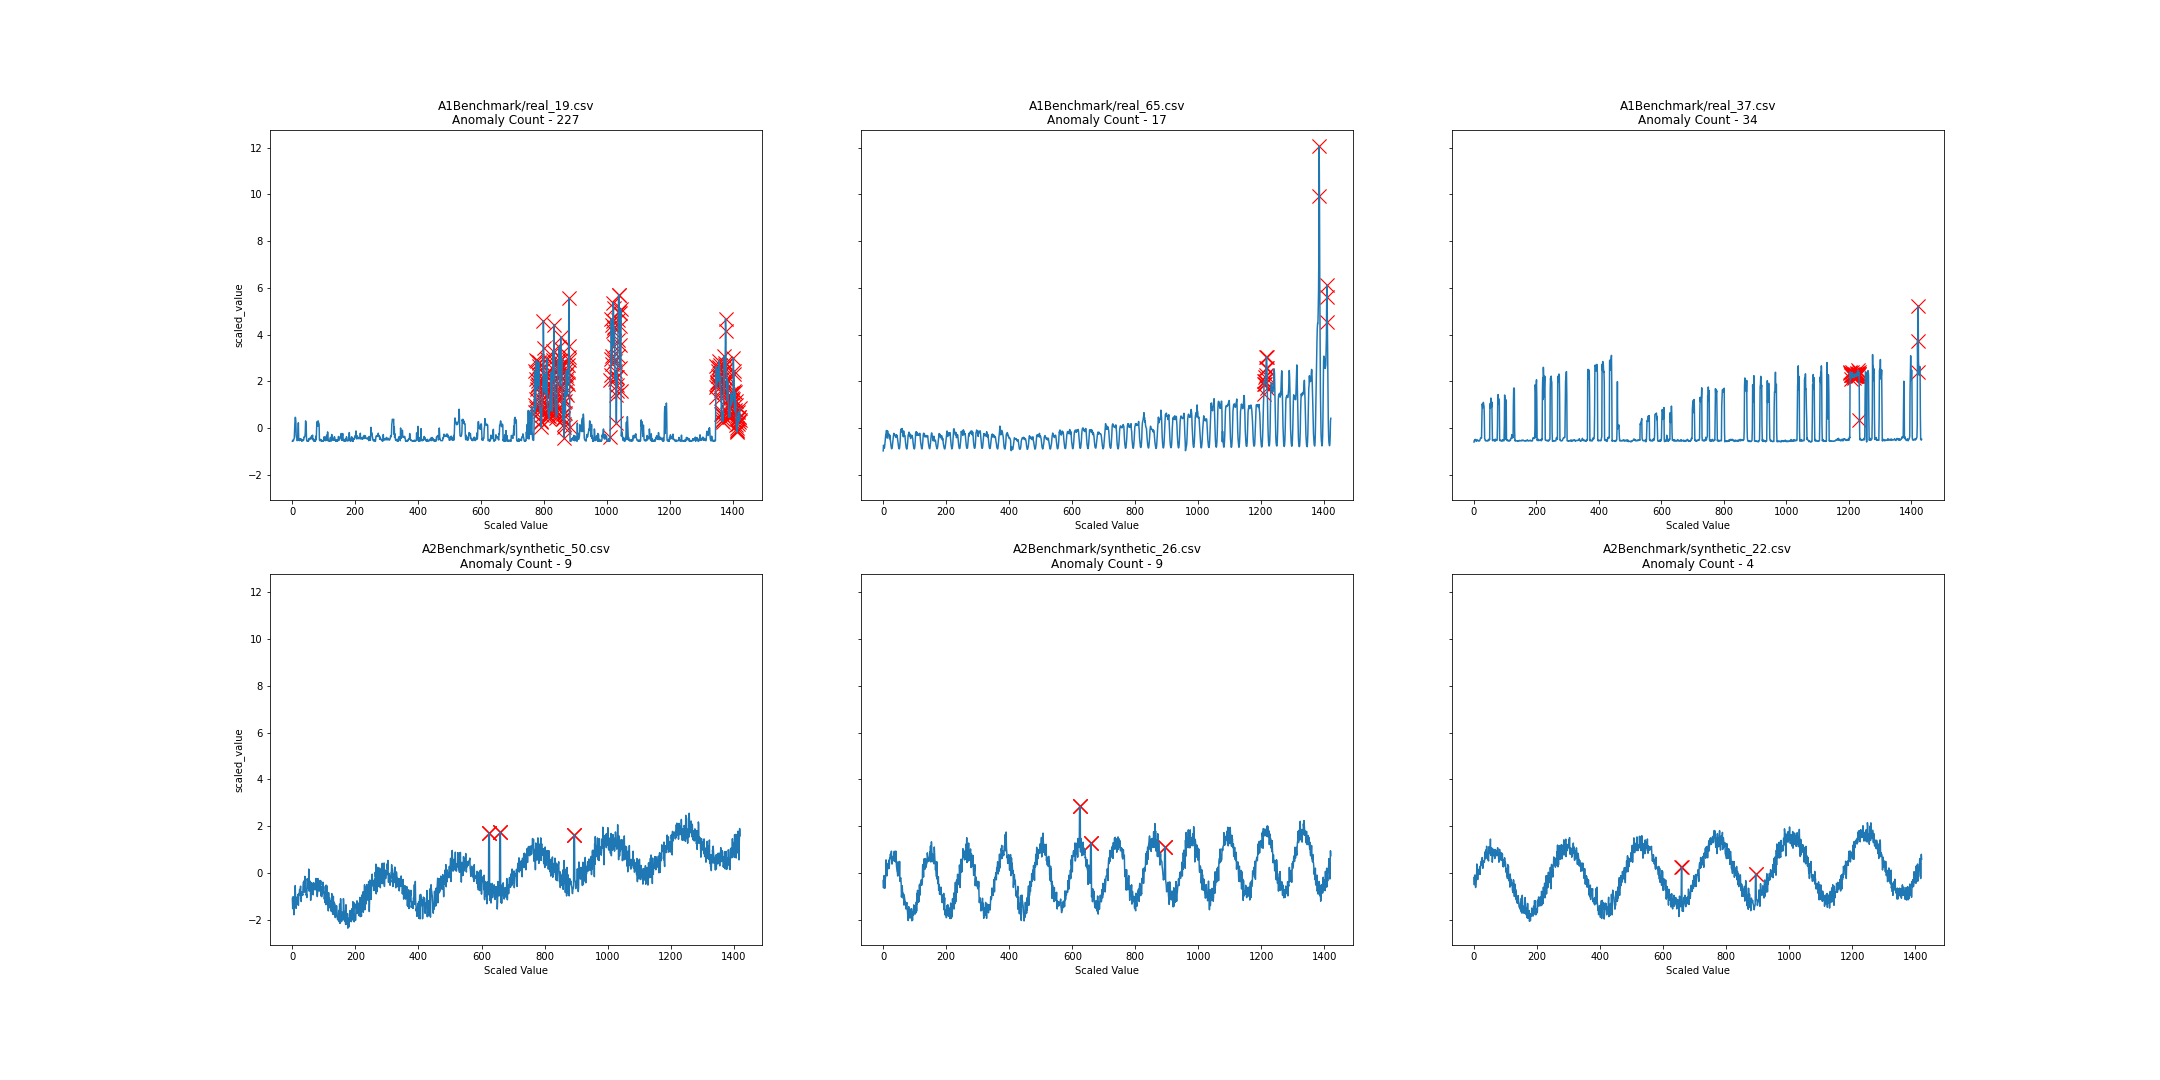 A1Benchmark/real_19.csv
Anomaly Count - 227
A1Benchmark/real_65.csv
Anomaly Count - 17
A1Benchmark/real_37.csv
Anomaly Count - 34
scaled_value
12
10
8
6
4
2
0
−2
0 200 400 600 800 1000 1200 1400
Scaled Value
0 200 400 600 800 1000 1200 1400
Scaled Value
0 200 400 600 800 1000 1200 1400
Scaled Value
A2Benchmark/synthetic_50.csv
Anomaly Count - 9
A2Benchmark/synthetic_26.csv
Anomaly Count - 9
A2Benchmark/synthetic_22.csv
Anomaly Count - 4
scaled_value
12
10
8
6
4
2
0
−2
0 200 400 600 800 1000 1200 1400
Scaled Value
0 200 400 600 800 1000 1200 1400
Scaled Value
0 200 400 600 800 1000 1200 1400
Scaled Value